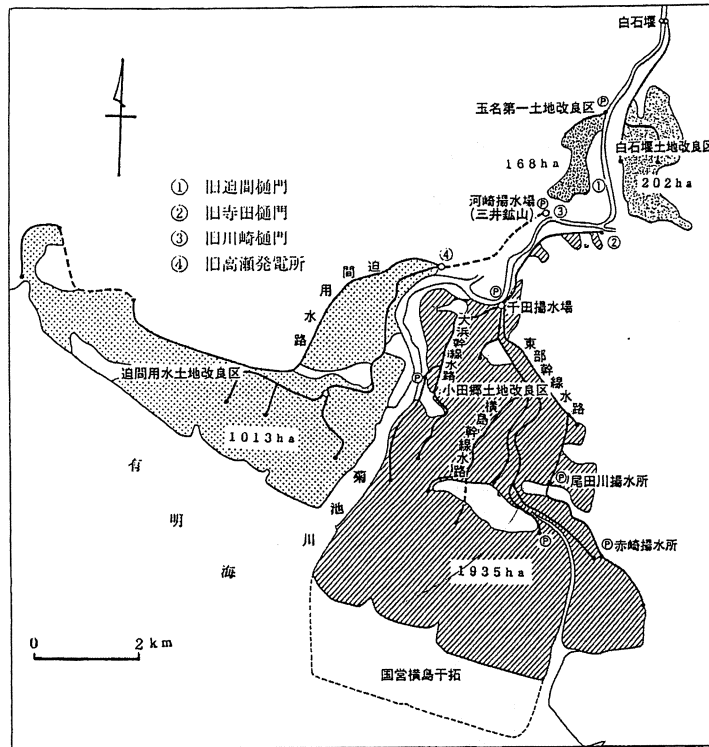 白石堰
玉名第一土地改良区
Ⓟ
白石堰土地改良区
168ha
202ha
① 旧迫間樋門
② 旧寺田樋門
③ 旧川崎樋門
④ 旧高瀬発電所
河崎揚水場
(三井鉱山)
Ⓟ
①
③
②
④
迫間用水路
Ⓟ
千田揚水場
大浜幹線水路
東部幹線水路
迫間用水土地改良区
Ⓟ
小田郷土地改良区
横島幹線水路
1013ha
菊池川
有明海
Ⓟ尾田川揚水所
Ⓟ
Ⓟ赤崎揚水所
1935ha
0 2km
国営横島干拓